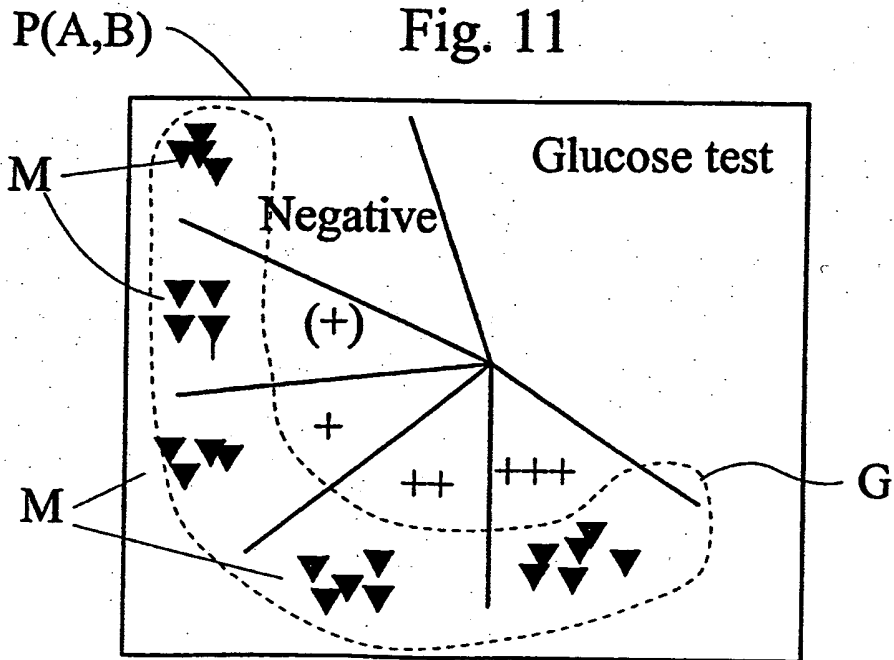 P(A,B)
Fig. 11
Glucose test
M
Negative
(+)
+
++
+++
G
M